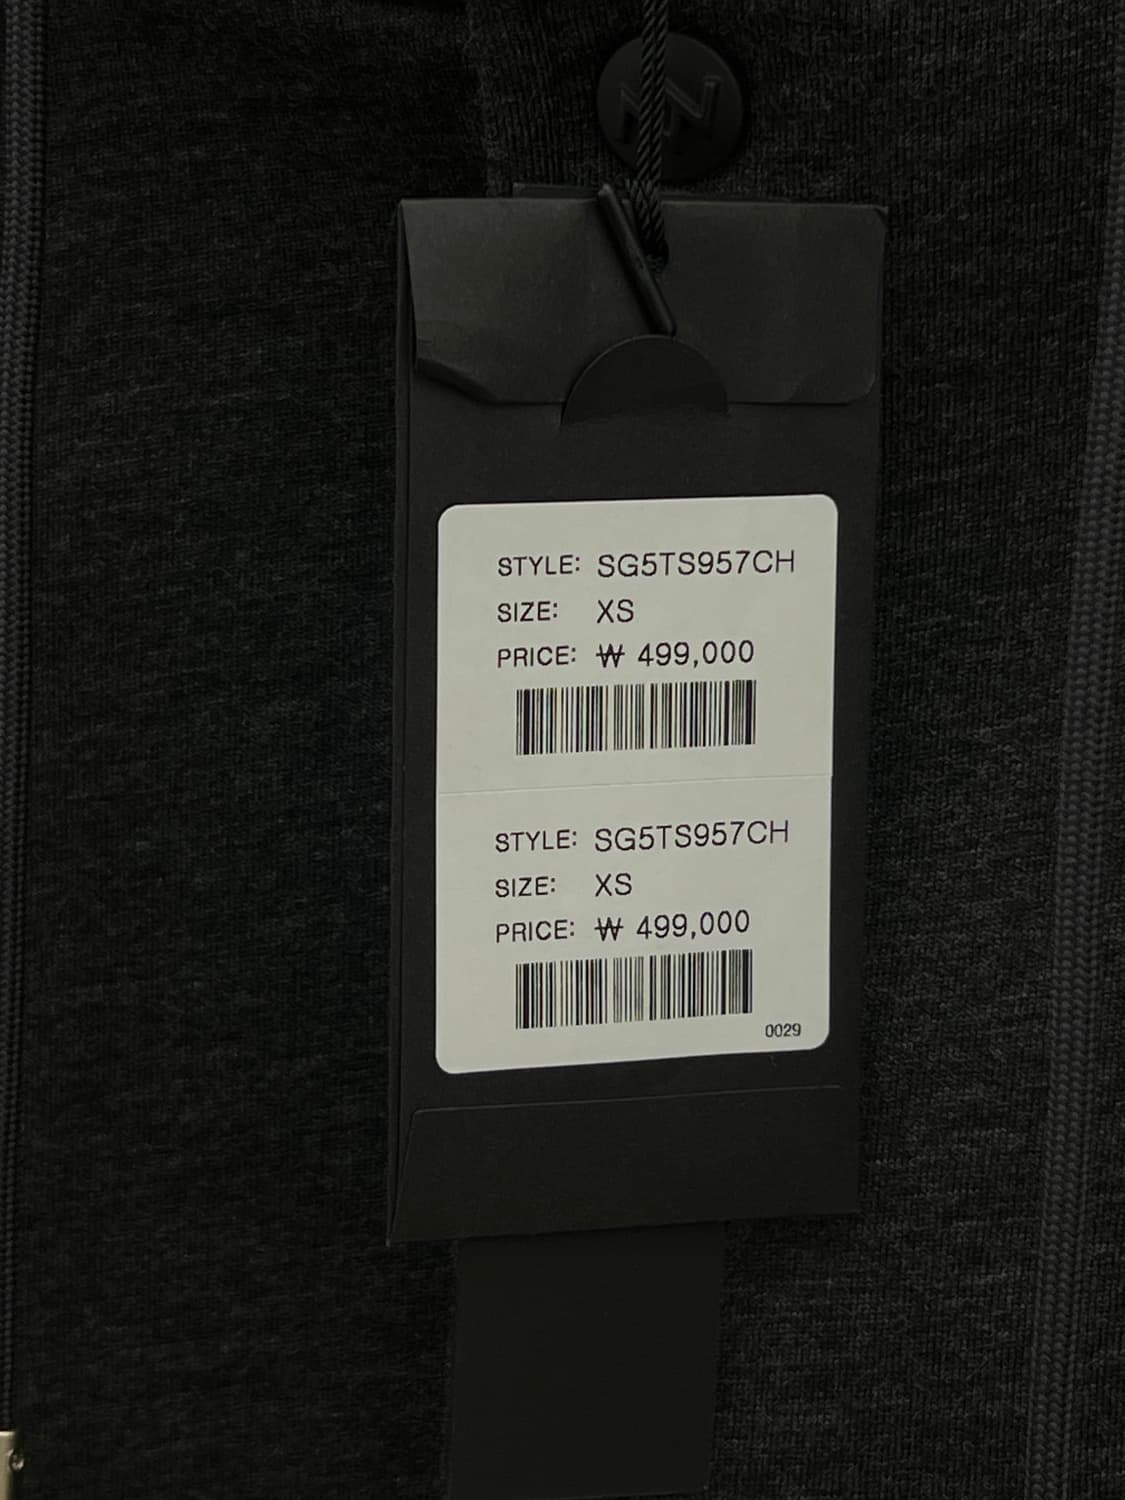 STYLE: SG5TS957CH
SIZE: XS
PRICE: ₩ 499,000
STYLE: SG5TS957CH
SIZE: XS
PRICE: ₩ 499,000
0029